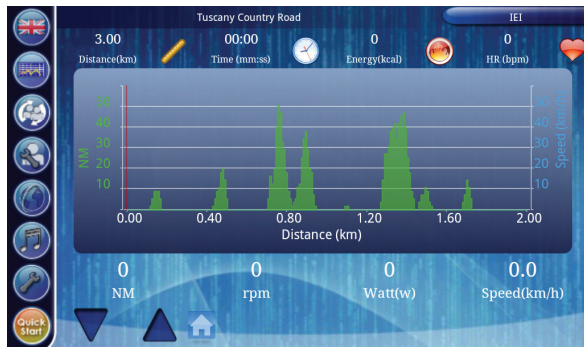 Tuscany Country Road
IEI
3.00
00:00
0
0
Distance(km)
Time (mm:ss)
Energy(kcal)
HR (bpm)
50
40
30
20
10
NM
50
40
30
20
10
Speed (km/h)
0.00 0.40 0.80 1.20 1.60 2.00
Distance (km)
0
0
0
0.0
NM
rpm
Watt(w)
Speed(km/h)
Quick
Start